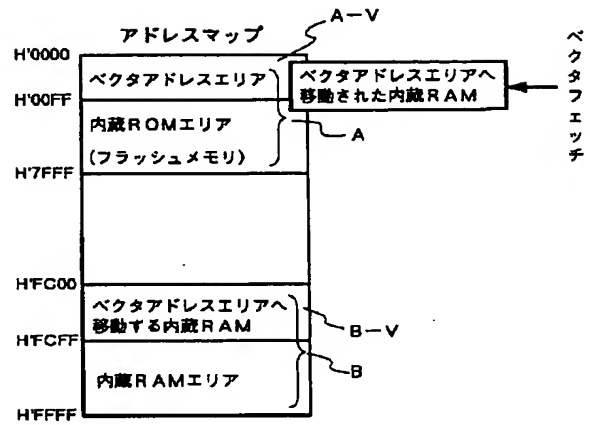 アドレスマップ
A-V
H'0000
ベクタアドレスエリア
ベクタアドレスエリアへ
移動された内蔵RAM
ベクタフェッチ
H'00FF
内蔵ROMエリア
(フラッシュメモリ)
A
H'7FFF
H'FC00
ベクタアドレスエリアへ
移動する内蔵RAM
B-V
H'FCFF
内蔵RAMエリア
B
H'FFFF